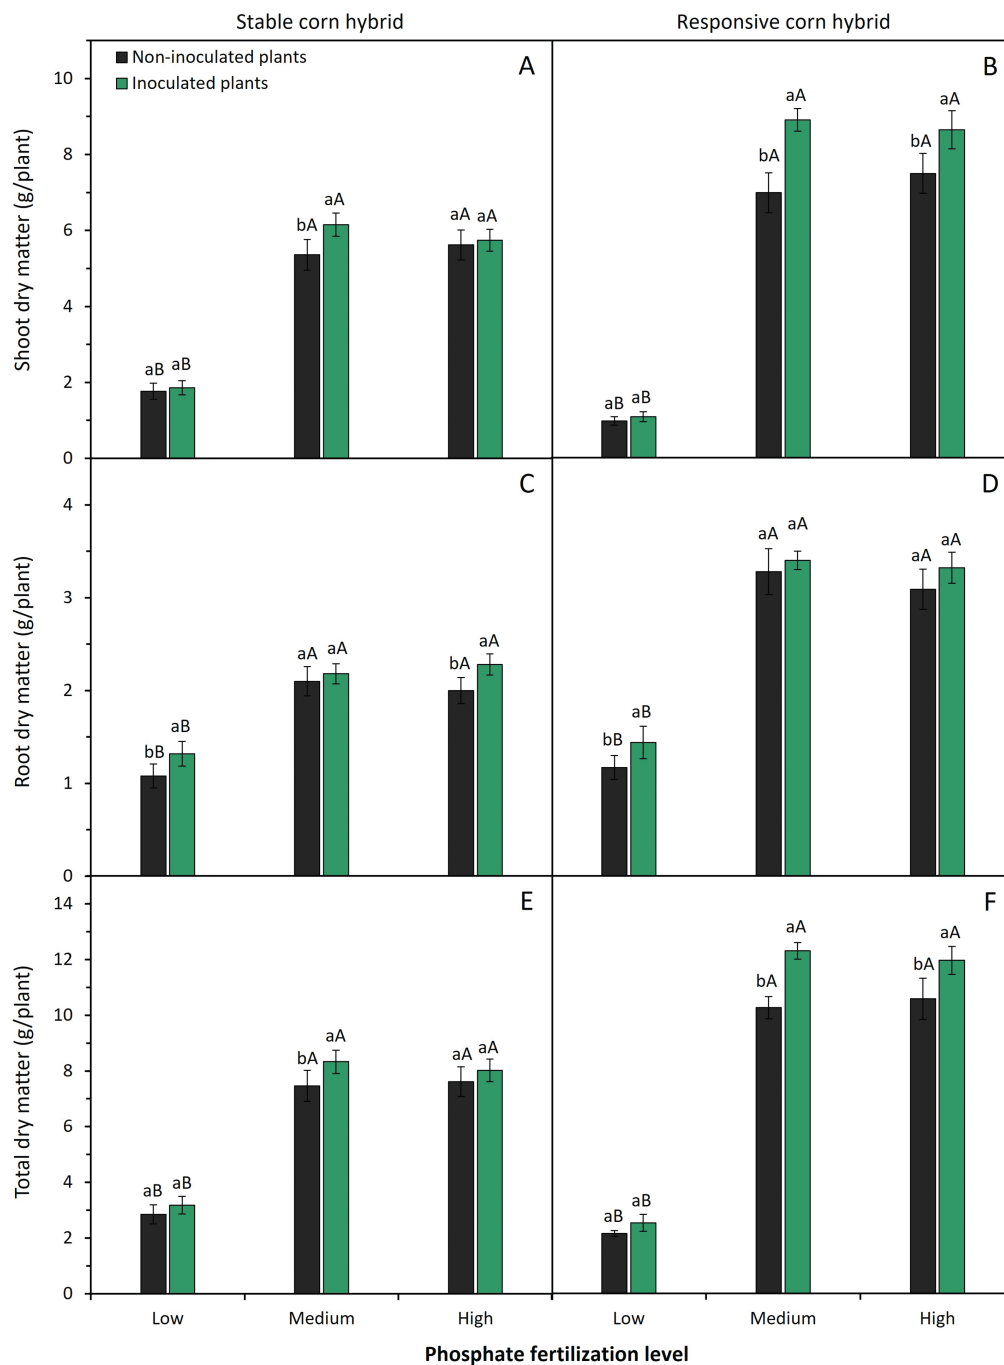 Stable corn hybrid
Responsive corn hybrid
Non-inoculated plants
Inoculated plants
A
Shoot dry matter (g/plant)
10
8
6
4
2
0
aB
aB
bA
aA
aA
aA
B
aB
aB
bA
aA
bA
aA
C
Root dry matter (g/plant)
4
3
2
1
0
bB
aB
aA
aA
bA
aA
D
bB
aB
aA
aA
aA
aA
E
Total dry matter (g/plant)
14
12
10
8
6
4
2
0
aB
aB
bA
aA
aA
aA
F
aB
aB
bA
aA
bA
aA
Low
Medium
High
Low
Medium
High
Phosphate fertilization level